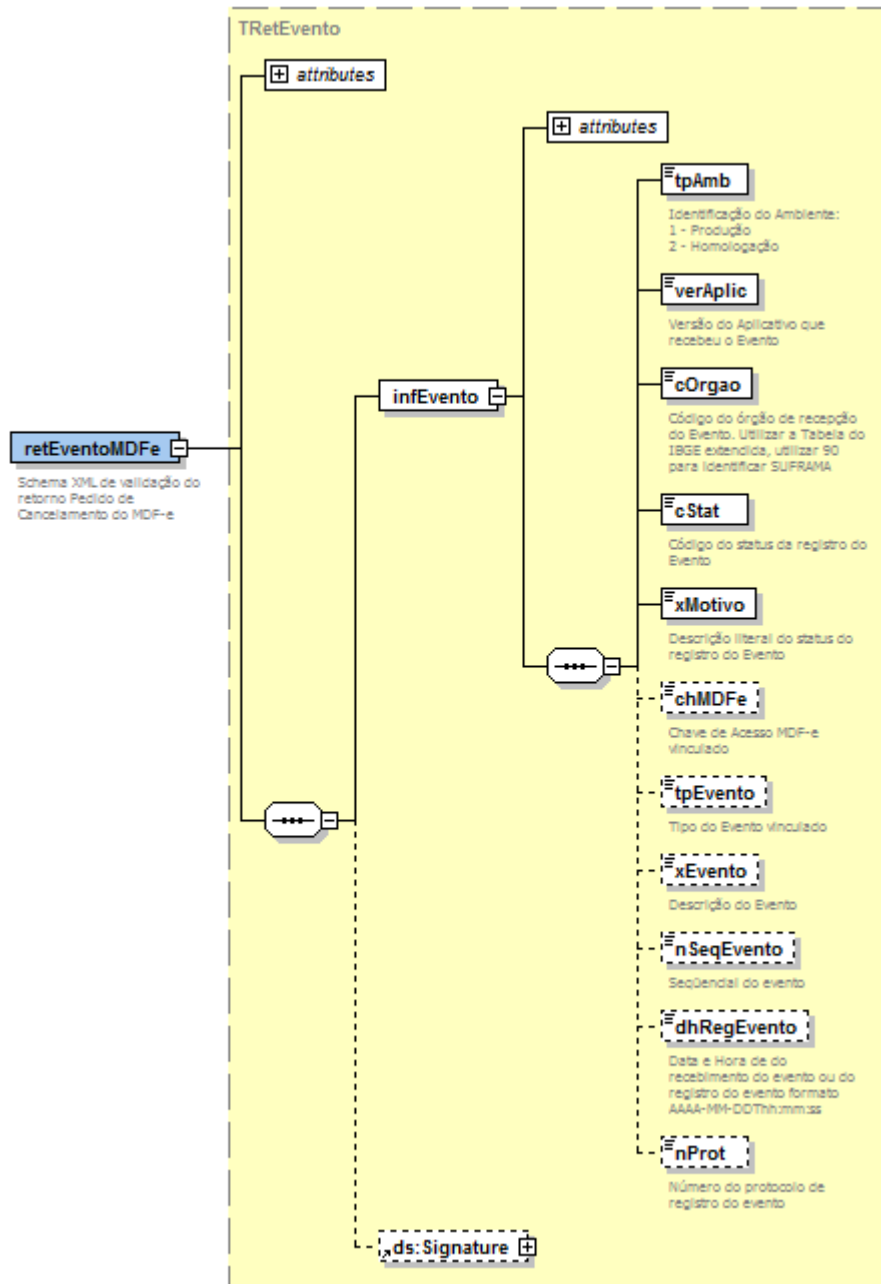 TRetEvento
attributes
attributes
tpAmb
Identificação do Ambiente:
1 - Produção
2 - Homologação
verAplic
Versão do Aplicativo que
recebeu o Evento
infEvento
cOrgao
Código do órgão de recepção
do Evento. Utilizar a Tabela do
IBGE extendida, utilizar 90
para identificar SUFRAMA
retEventoMDFe
Schema XML de validação do
retorno Pedido de
Cancelamento do MDF-e
cStat
Código do status da registro do
Evento
xMotivo
Descrição literal do status do
registro do Evento
chMDFe
Chave de Acesso MDF-e
vinculado
tpEvento
Tipo do Evento vinculado
xEvento
Descrição do Evento
nSeqEvento
Seqüencial do evento
dhRegEvento
Data e Hora de do
recebimento do evento ou do
registro do evento formato
AAAA-MM-DDThh:mm:ss
nProt
Número do protocolo de
registro do evento
ds:Signature